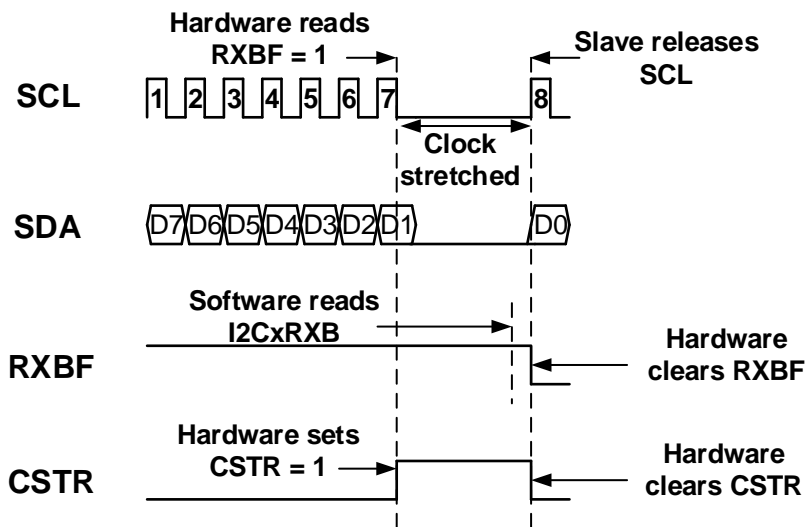 Hardware reads
RXBF = 1
Slave releases
SCL
SCL
1 2 3 4 5 6 7 8
Clock
stretched
SDA
D7 D6 D5 D4 D3 D2 D1 D0
Software reads
I2CxRXB
RXBF
Hardware
clears RXBF
Hardware sets
CSTR = 1
CSTR
Hardware
clears CSTR